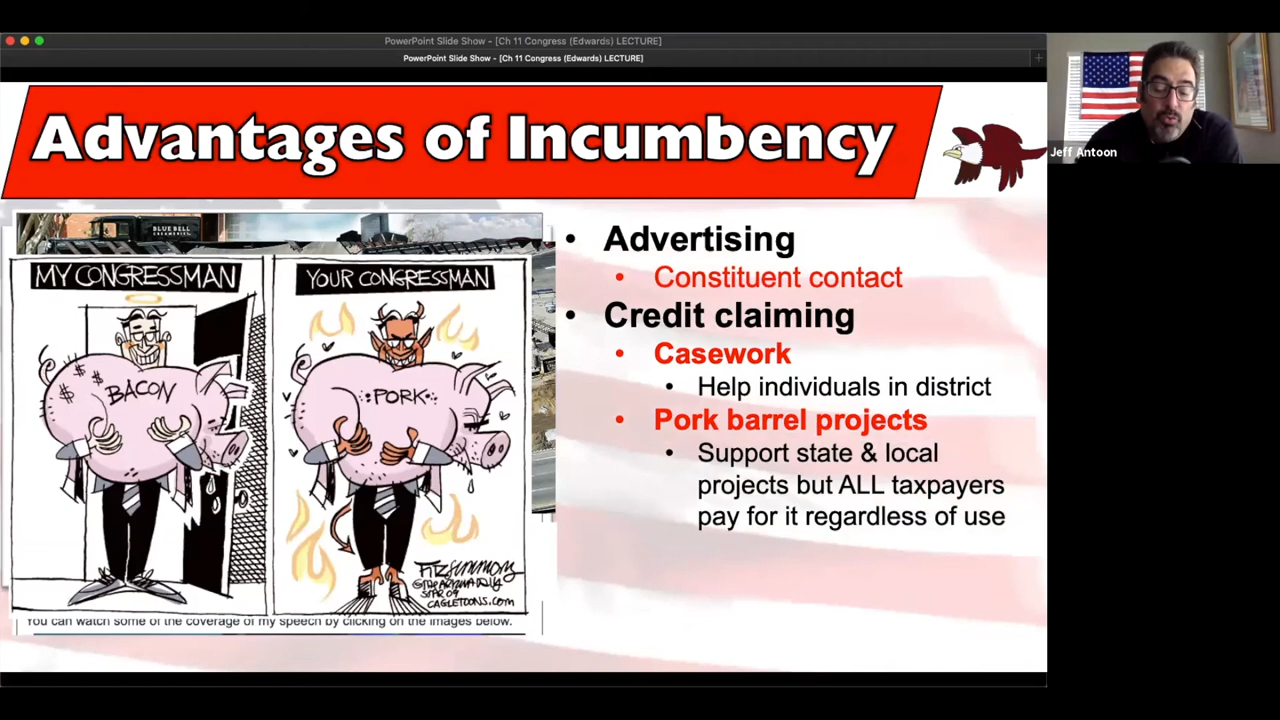 PowerPoint Slide Show - [Ch 11 Congress (Edwards) LECTURE]
PowerPoint Slide Show - [Ch 11 Congress (Edwards) LECTURE]
Jeff Antoon
Advantages of Incumbency
BLUE BELL
CREAMERIES
MY CONGRESSMAN
YOUR CONGRESSMAN
$ $ $ $
BACON
PORK
Fitzsimmons
STAR 09
CAGLETOONS.COM
You can watch some of the coverage of my speech by clicking on the images below.
• Advertising
• Constituent contact
• Credit claiming
• Casework
• Help individuals in district
• Pork barrel projects
• Support state & local
projects but ALL taxpayers
pay for it regardless of use